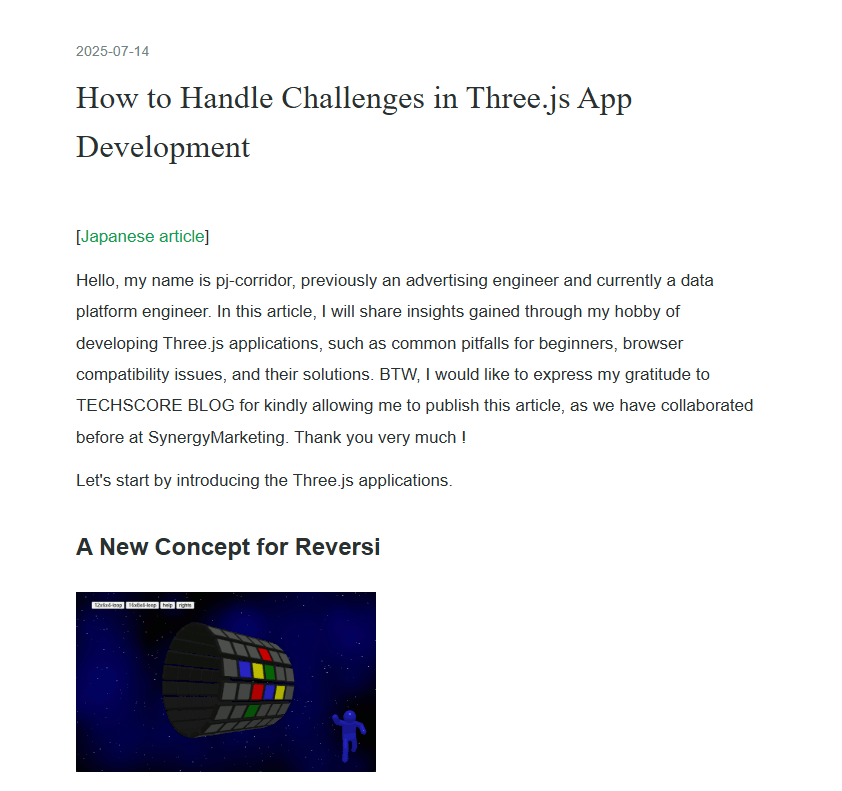 2025-07-14
How to Handle Challenges in Three.js App
Development
[Japanese article]
Hello, my name is pj-corridor, previously an advertising engineer and currently a data
platform engineer. In this article, I will share insights gained through my hobby of
developing Three.js applications, such as common pitfalls for beginners, browser
compatibility issues, and their solutions. BTW, I would like to express my gratitude to
TECHSCORE BLOG for kindly allowing me to publish this article, as we have collaborated
before at SynergyMarketing. Thank you very much !
Let's start by introducing the Three.js applications.
A New Concept for Reversi
help rights